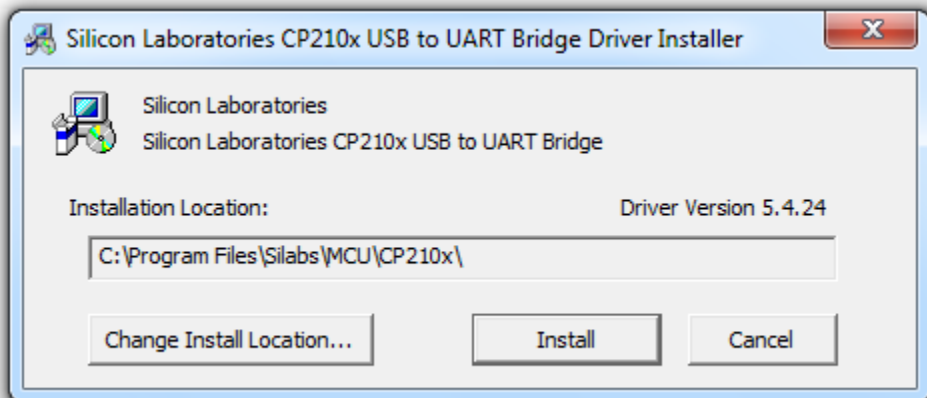 Silicon Laboratories CP210x USB to UART Bridge Driver Installer
Silicon Laboratories
Silicon Laboratories CP210x USB to UART Bridge
Installation Location:
Driver Version 5.4.24
C:\Program Files\Silabs\MCU\CP210x\
Change Install Location...
Install
Cancel